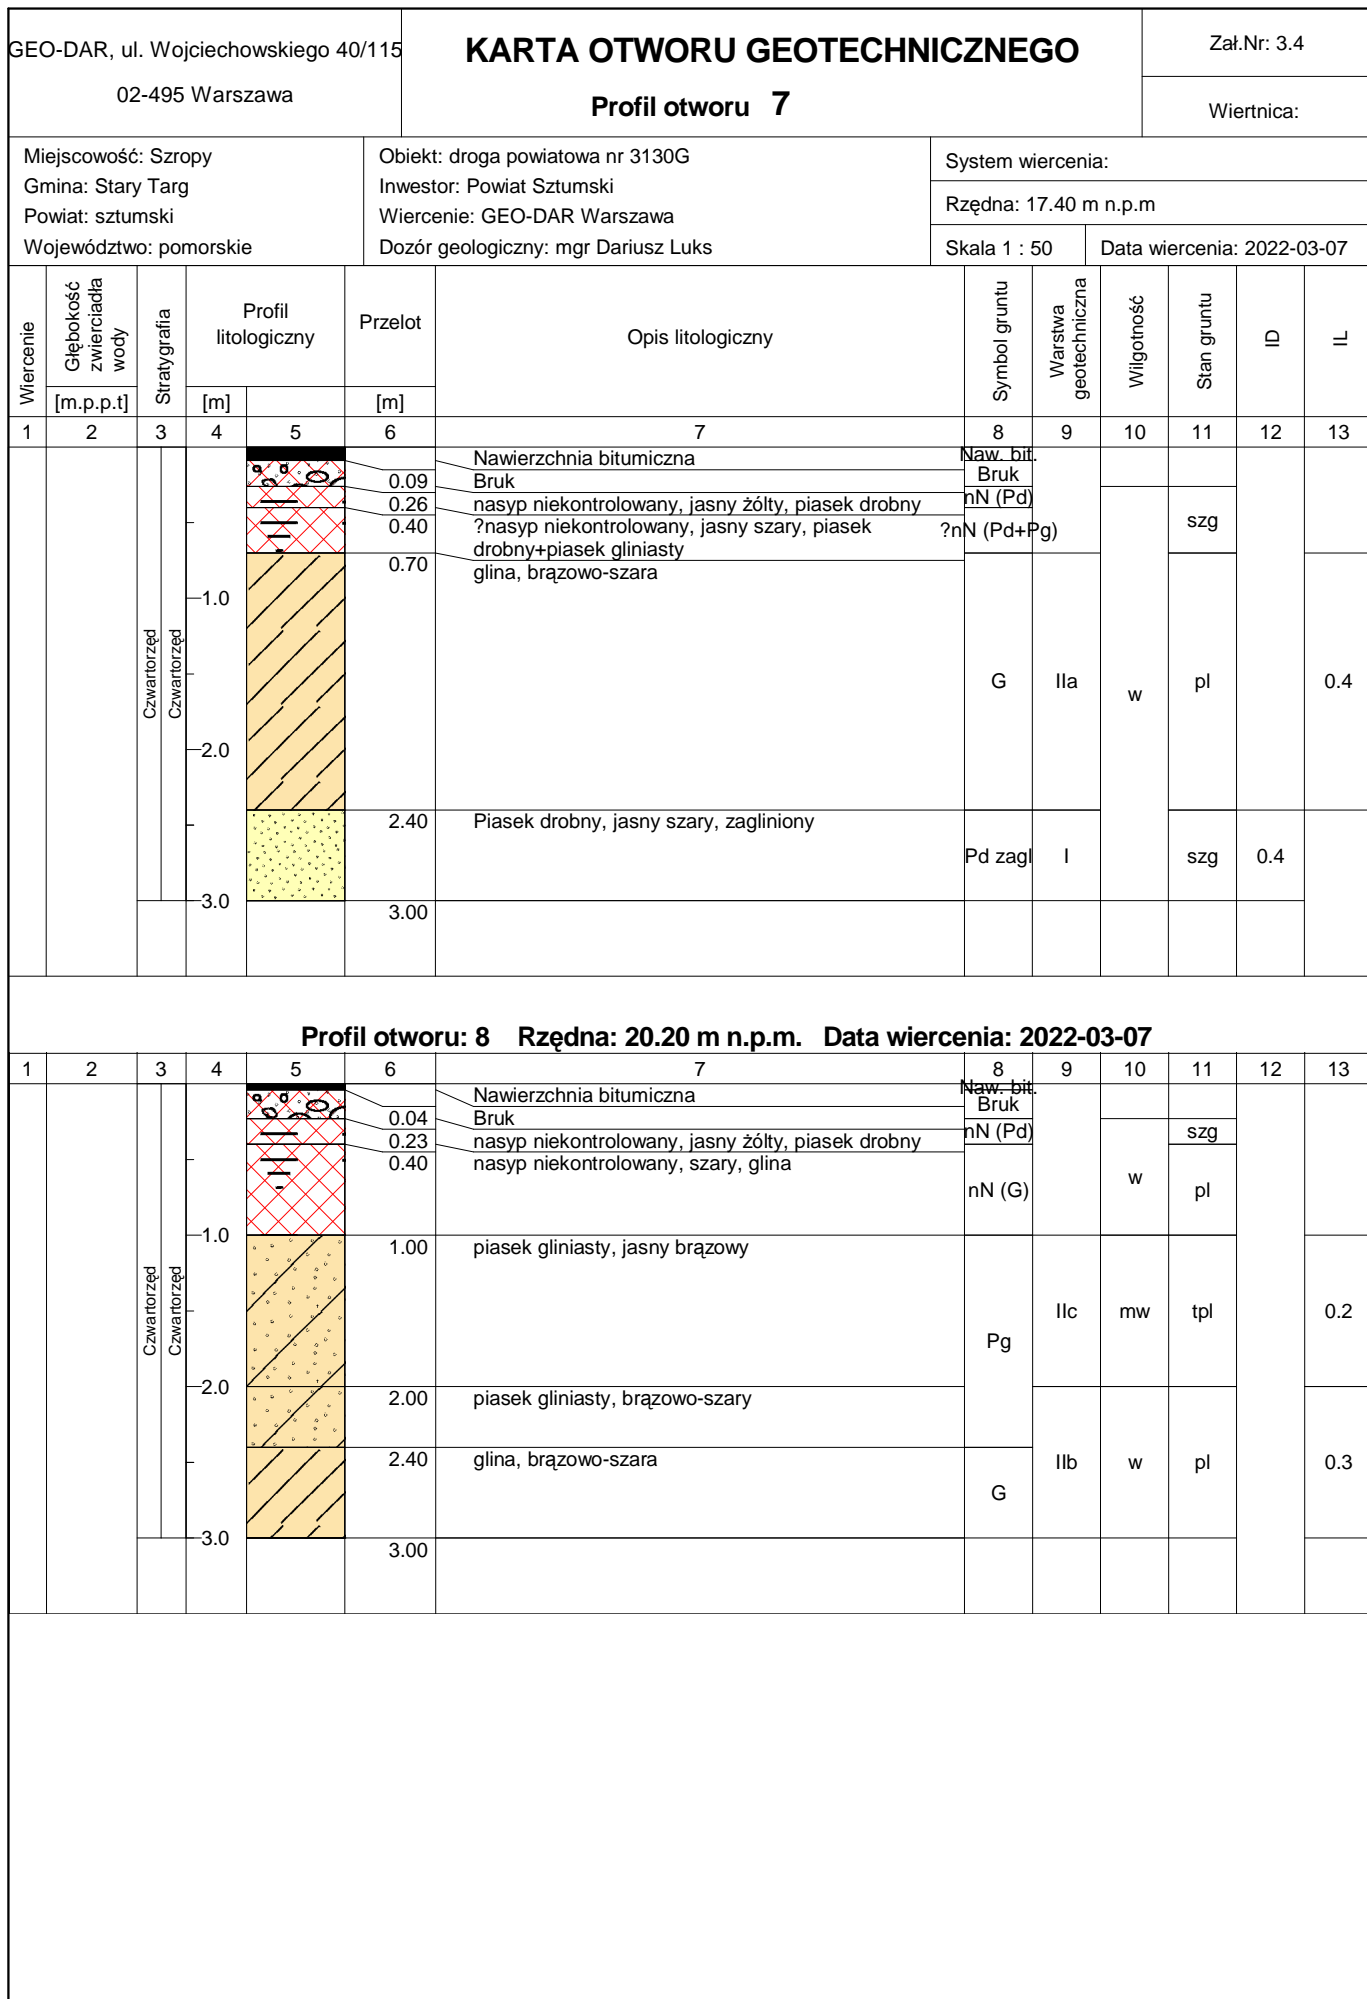 GEO-DAR, ul. Wojciechowskiego 40/115
02-495 Warszawa
KARTA OTWORU GEOTECHNICZNEGO
Profil otworu 7
Zał.Nr: 3.4
Wiertnica:
Miejscowość: Szropy
Gmina: Stary Targ
Powiat: sztumski
Województwo: pomorskie
Obiekt: droga powiatowa nr 3130G
Inwestor: Powiat Sztumski
Wiercenie: GEO-DAR Warszawa
Dozór geologiczny: mgr Dariusz Luks
System wiercenia:
Rzędna: 17.40 m n.p.m
Skala 1 : 50
Data wiercenia: 2022-03-07
Wiercenie
Głębokość zwierciadła wody
[m.p.p.t]
Stratygrafia
Profil litologiczny
[m]
Przelot
[m]
Opis litologiczny
Symbol gruntu
Warstwa geotechniczna
Wilgotność
Stan gruntu
ID
IL
1 2 3 4 5 6 7 8 9 10 11 12 13
Nawierzchnia bitumiczna Naw. bit.
0.09 Bruk Bruk
0.26 nasyp niekontrolowany, jasny żólty, piasek drobny nN (Pd)
0.40 ?nasyp niekontrolowany, jasny szary, piasek
drobny+piasek gliniasty ?nN (Pd+Pg) szg
0.70 glina, brązowo-szara
1.0
Czwartorzęd
Czwartorzęd
G IIa w pl 0.4
2.0
2.40 Piasek drobny, jasny szary, zagliniony
Pd zagl I szg 0.4
3.0
3.00
Profil otworu: 8 Rzędna: 20.20 m n.p.m. Data wiercenia: 2022-03-07
1 2 3 4 5 6 7 8 9 10 11 12 13
Nawierzchnia bitumiczna Naw. bit.
0.04 Bruk Bruk
0.23 nasyp niekontrolowany, jasny żólty, piasek drobny nN (Pd) szg
0.40 nasyp niekontrolowany, szary, glina
nN (G) w pl
1.0
1.00 piasek gliniasty, jasny brązowy
Czwartorzęd
Czwartorzęd
IIc mw tpl 0.2
Pg
2.0
2.00 piasek gliniasty, brązowo-szary
2.40 glina, brązowo-szara
IIb w pl 0.3
G
3.0
3.00